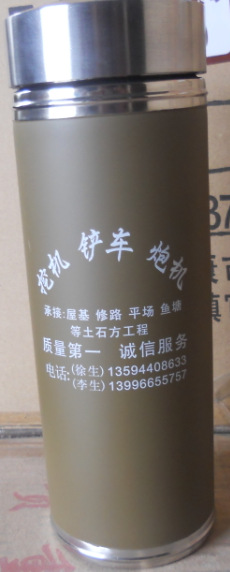 挖机 铲车 炮机
承接:屋基 修路 平场 鱼塘
等土石方工程
质量第一 诚信服务
电话:(徐生)13594408633
(李生)13996655757